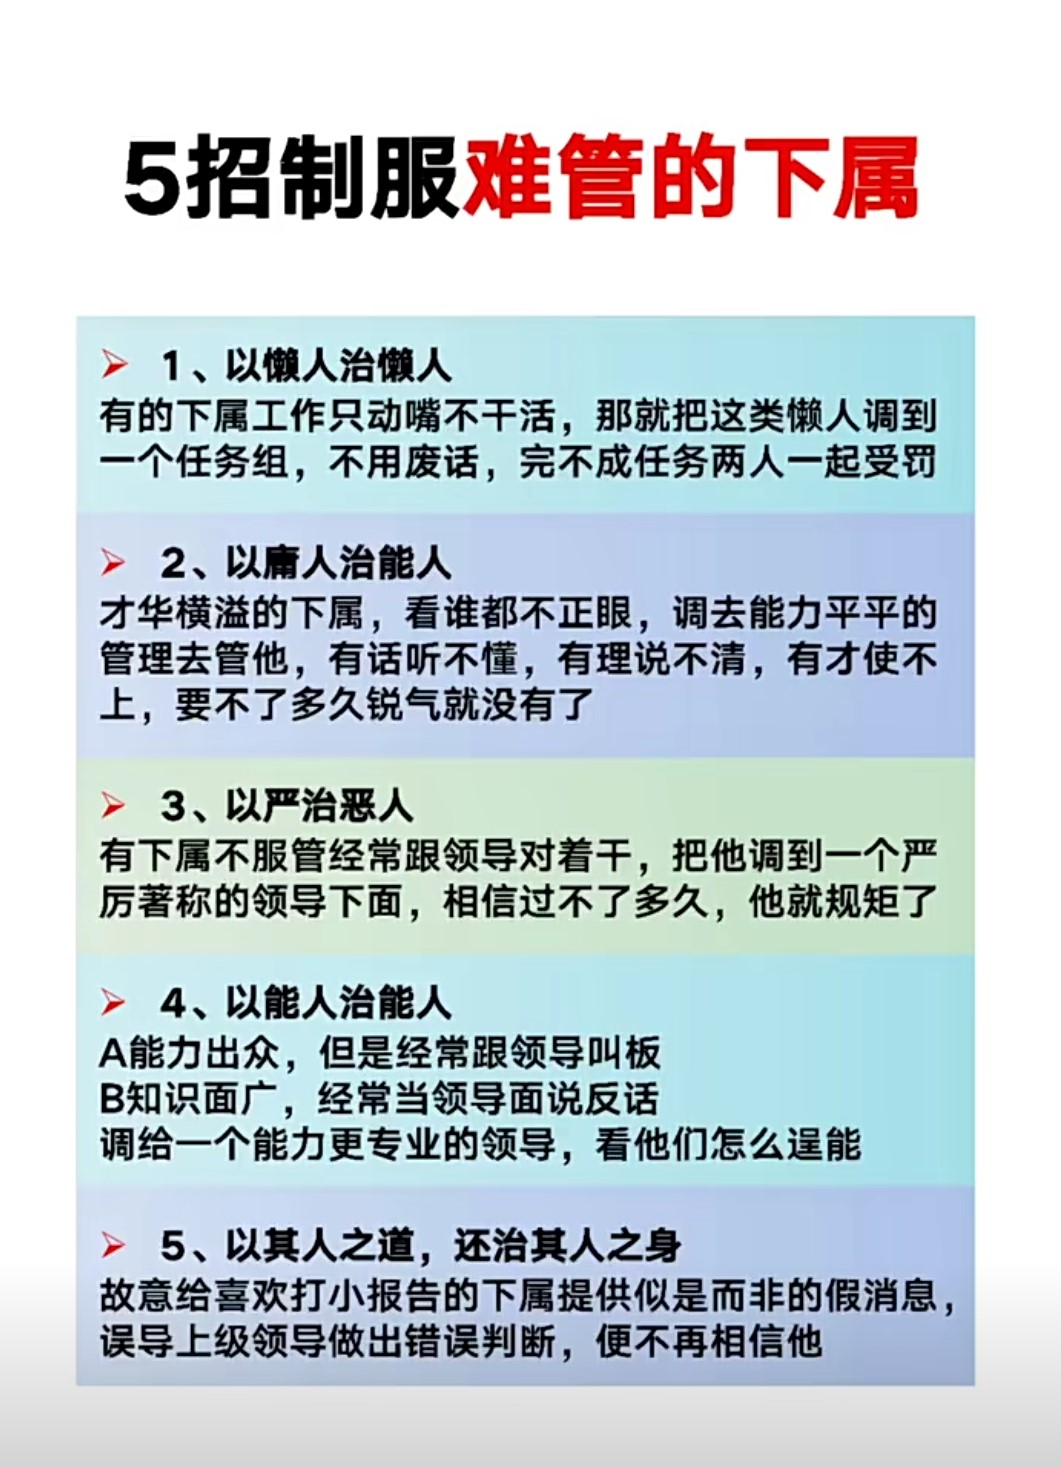 5招制服难管的下属
1、以懒人治懒人
有的下属工作只动嘴不干活，那就把这类懒人调到
一个任务组，不用废话，完不成任务两人一起受罚
2、以庸人治能人
才华横溢的下属，看谁都不正眼，调去能力平平的
管理去管他，有话听不懂，有理说不清，有才使不
上，要不了多久锐气就没有了
3、以严治恶人
有下属不服管经常跟领导对着干，把他调到一个严
厉著称的领导下面，相信过不了多久，他就规矩了
4、以能人治能人
A能力出众，但是经常跟领导叫板
B知识面广，经常当领导面说反话
调给一个能力更专业的领导，看他们怎么逞能
5、以其人之道，还治其人之身
故意给喜欢打小报告的下属提供似是而非的假消息，
误导上级领导做出错误判断，便不再相信他